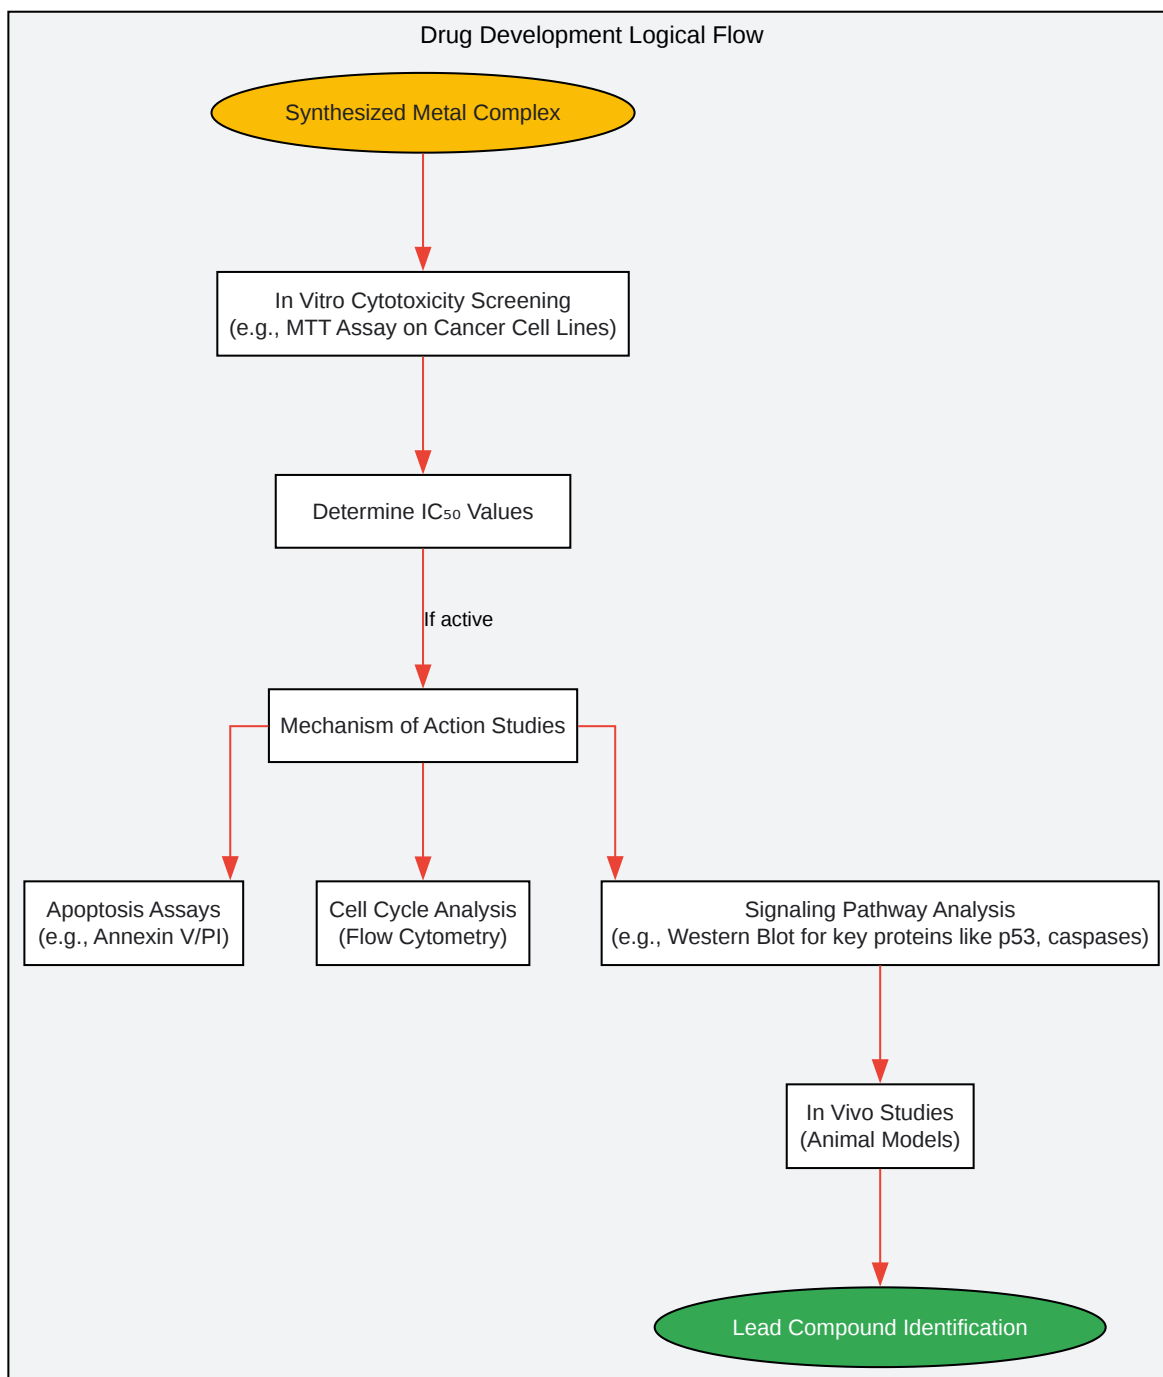 Drug Development Logical Flow
Synthesized Metal Complex
In Vitro Cytotoxicity Screening
(e.g., MTT Assay on Cancer Cell Lines)
Determine IC₅₀ Values
If active
Mechanism of Action Studies
Apoptosis Assays
(e.g., Annexin V/PI)
Cell Cycle Analysis
(Flow Cytometry)
Signaling Pathway Analysis
(e.g., Western Blot for key proteins like p53, caspases)
In Vivo Studies
(Animal Models)
Lead Compound Identification